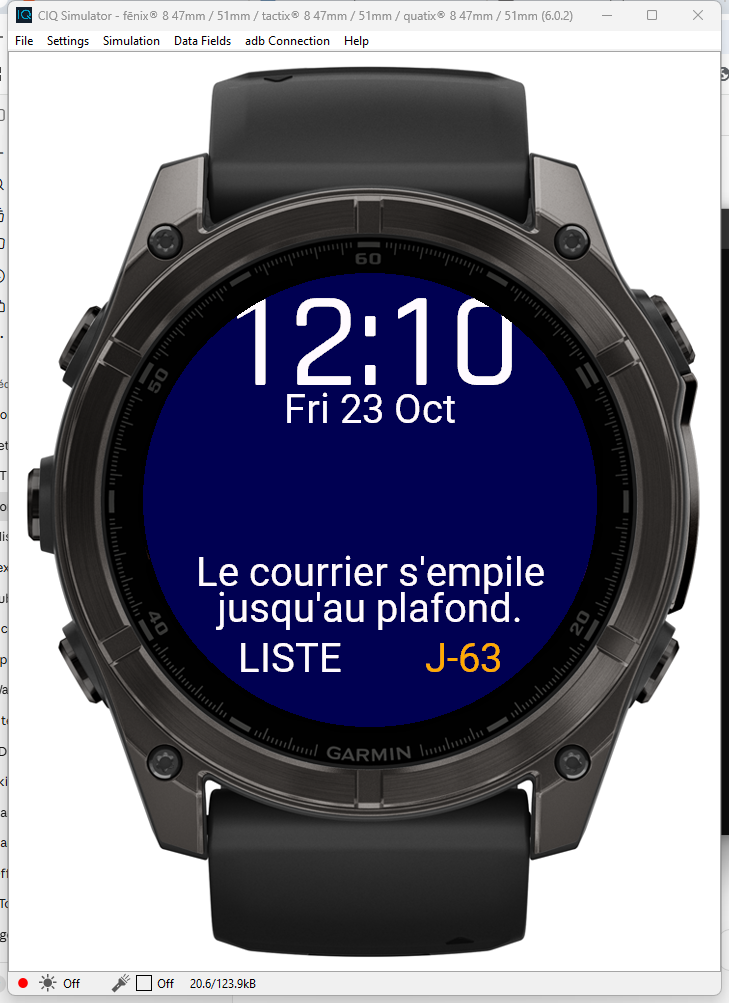 CIQ Simulator - fēnix® 8 47mm / 51mm / tactix® 8 47mm / 51mm / quatix® 8 47mm / 51mm (6.0.2)
File Settings Simulation Data Fields adb Connection Help
60
12:10
Fri 23 Oct
50
Le courrier s'empile
jusqu'au plafond.
40
20
LISTE J-63
GARMIN
Off Off 20.6/123.9kB